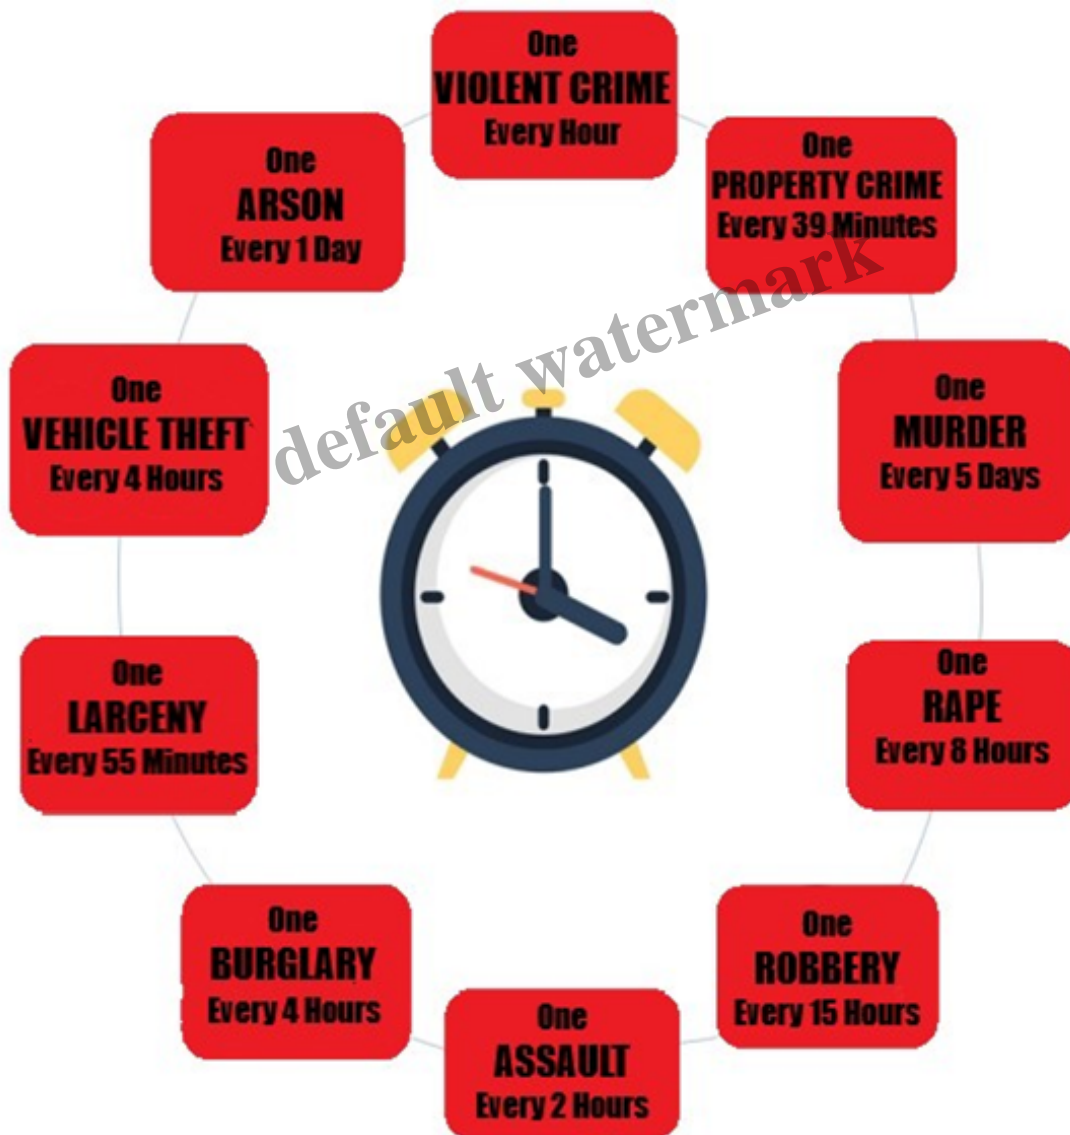 One
VIOLENT CRIME
Every Hour
One
PROPERTY CRIME
Every 39 Minutes
One
MURDER
Every 5 Days
One
RAPE
Every 8 Hours
One
ROBBERY
Every 15 Hours
One
ASSAULT
Every 2 Hours
One
BURGLARY
Every 4 Hours
One
LARCENY
Every 55 Minutes
One
VEHICLE THEFT
Every 4 Hours
One
ARSON
Every 1 Day
default watermark